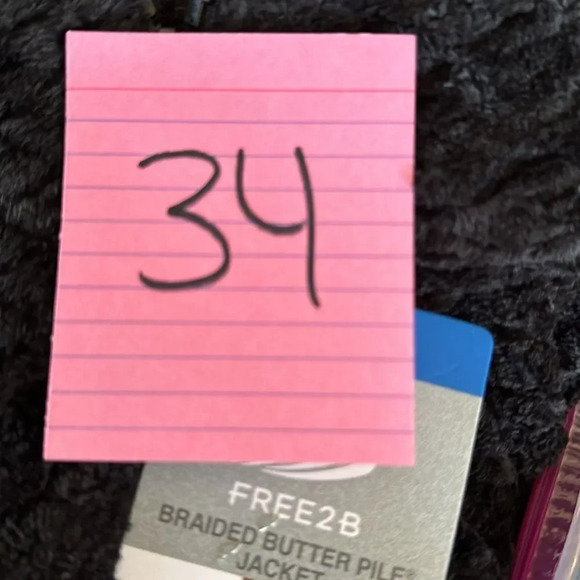 34
FREE2B
BRAIDED BUTTER PILE®
JACKET